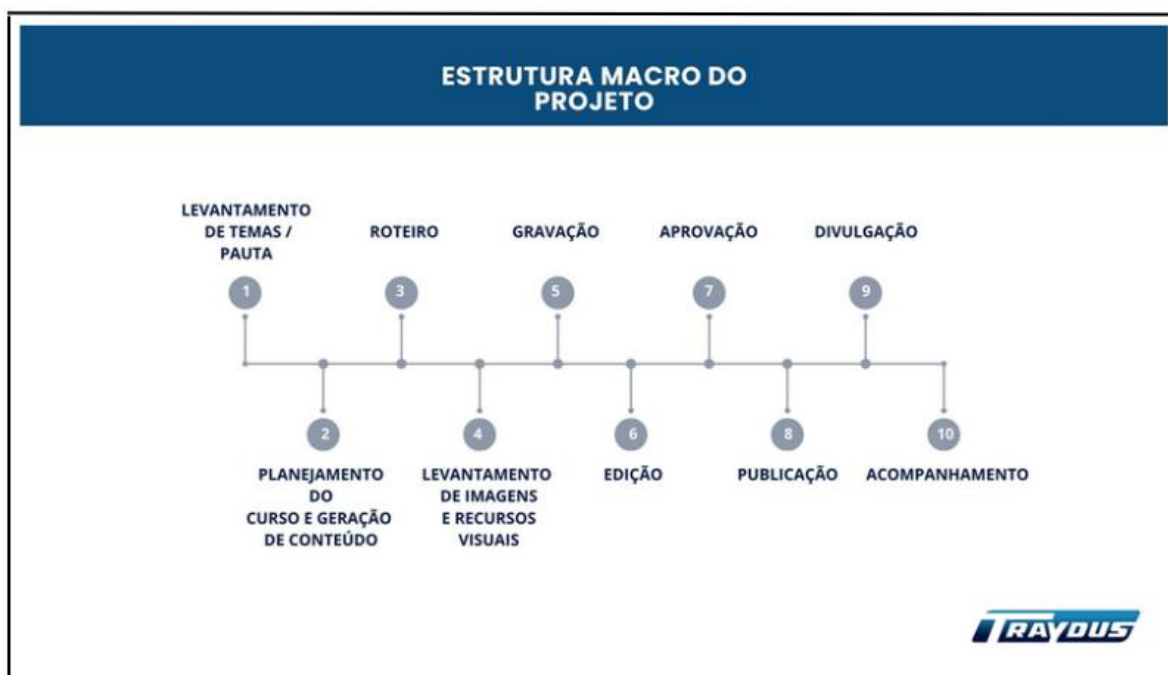 ESTRUTURA MACRO DO
PROJETO
LEVANTAMENTO
DE TEMAS /
PAUTA
1
PLANEJAMENTO
DO
CURSO E GERAÇÃO
DE CONTEÚDO
2
ROTEIRO
3
LEVANTAMENTO
DE IMAGENS
E RECURSOS
VISUAIS
4
GRAVAÇÃO
5
EDIÇÃO
6
APROVAÇÃO
7
PUBLICAÇÃO
8
DIVULGAÇÃO
9
ACOMPANHAMENTO
10
TRAYDUS